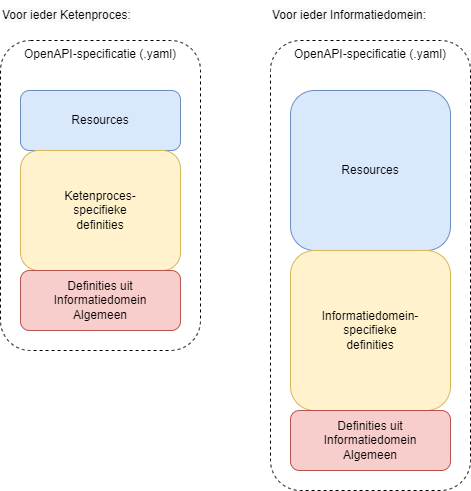 Voor ieder Ketenproces:
OpenAPI-specificatie (.yaml)
Resources
Ketenproces-
specifieke
definities
Definities uit
Informatiedomein
Algemeen
Voor ieder Informatiedomein:
OpenAPI-specificatie (.yaml)
Resources
Informatiedomein-
specifieke
definities
Definities uit
Informatiedomein
Algemeen